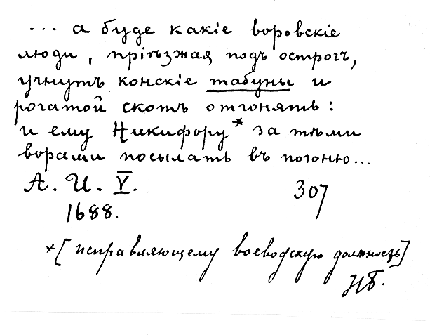 ... а буде какіе воровскіе
люди, пріѣзжая подъ острогъ,
учнутъ конскіе табуны и
рогатой скотъ отгонять:
и ему Никифору* за тѣми
ворами посылать въ погоню...
А. И. V. 307
1688.
*[исправляющему воеводскую должность]